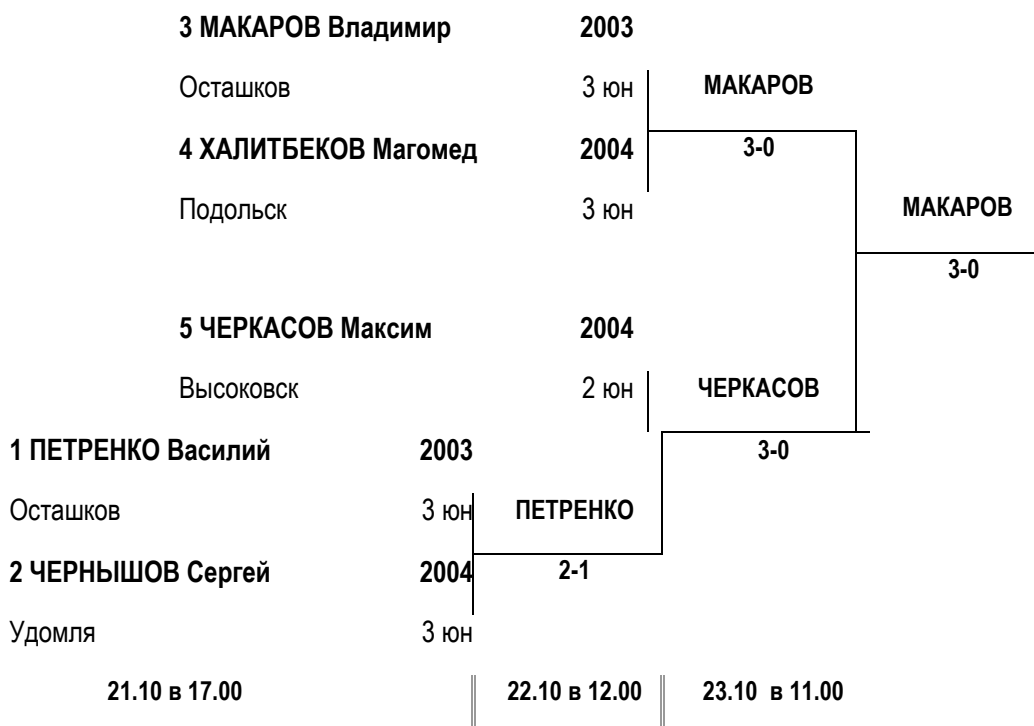 3 МАКАРОВ Владимир 2003
Осташков 3 юн МАКАРОВ
4 ХАЛИТБЕКОВ Магомед 2004 3-0
Подольск 3 юн МАКАРОВ
3-0
5 ЧЕРКАСОВ Максим 2004
Высоковск 2 юн ЧЕРКАСОВ
1 ПЕТРЕНКО Василий 2003 3-0
Осташков 3 юн ПЕТРЕНКО
2 ЧЕРНЫШОВ Сергей 2004 2-1
Удомля 3 юн
21.10 в 17.00 22.10 в 12.00 23.10 в 11.00